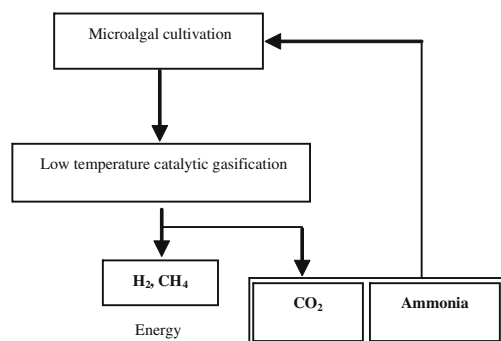 Microalgal cultivation
Low temperature catalytic gasification
H₂, CH₄
CO₂
Ammonia
Energy